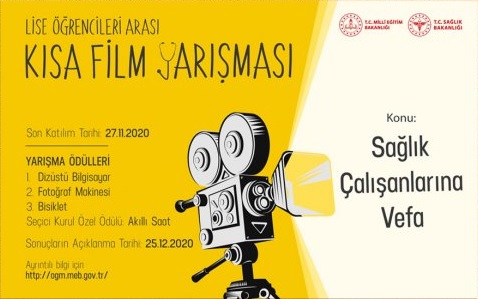 LİSE ÖĞRENCİLERİ ARASI
KISA FİLM YARIŞMASI
T.C. MİLLÎ EĞİTİM
BAKANLIĞI
T.C. SAĞLIK
BAKANLIĞI
Son Katılım Tarihi: 27.11.2020
YARIŞMA ÖDÜLLERİ
1. Dizüstü Bilgisayar
2. Fotoğraf Makinesi
3. Bisiklet
Seçici Kurul Özel Ödülü: Akıllı Saat
Sonuçların Açıklanma Tarihi: 25.12.2020
Ayrıntılı bilgi için
http://ogm.meb.gov.tr/
Konu:
Sağlık
Çalışanlarına
Vefa